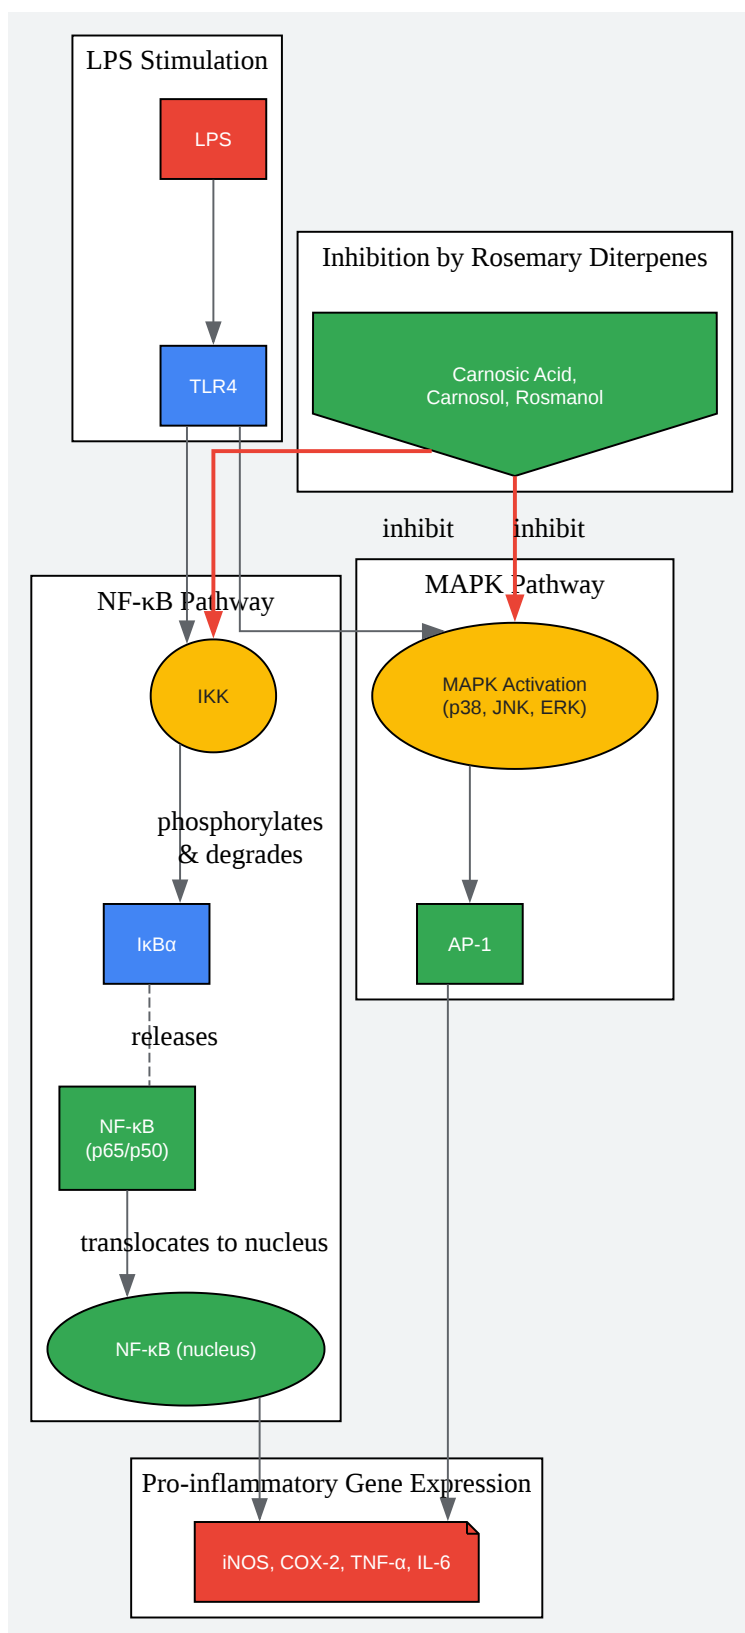 LPS Stimulation
LPS
TLR4
Inhibition by Rosemary Diterpenes
Carnosic Acid,
Carnosol, Rosmanol
inhibit
inhibit
NF-κB Pathway
IKK
phosphorylates
& degrades
IκBα
releases
NF-κB
(p65/p50)
translocates to nucleus
NF-κB (nucleus)
MAPK Pathway
MAPK Activation
(p38, JNK, ERK)
AP-1
Pro-inflammatory Gene Expression
iNOS, COX-2, TNF-α, IL-6